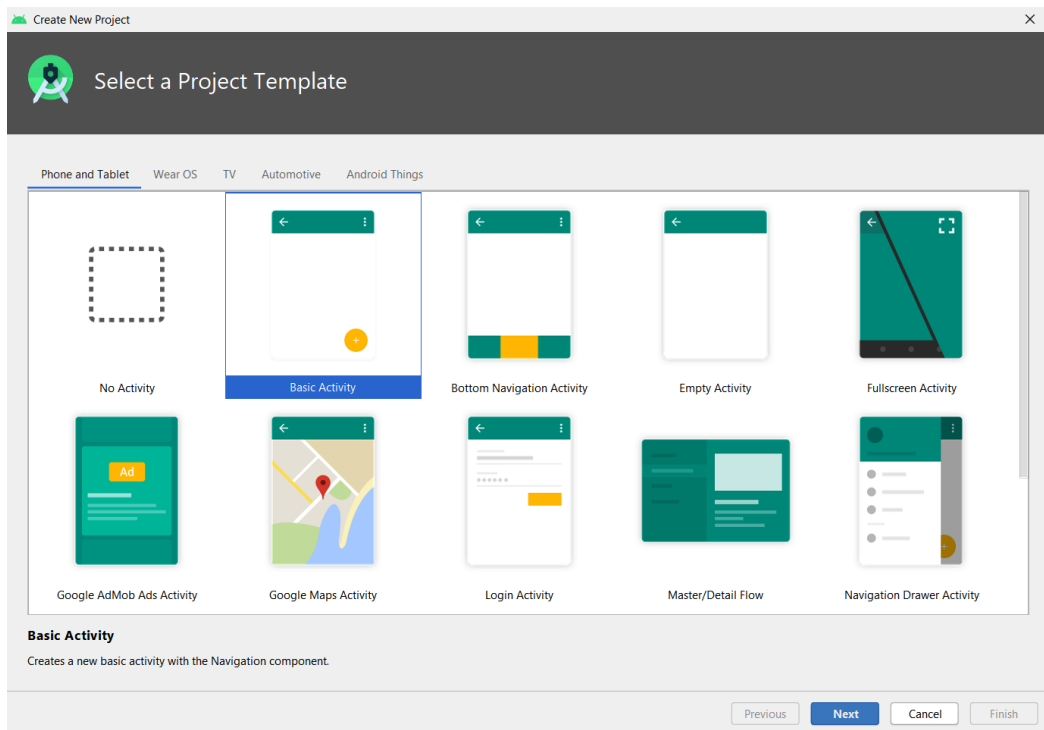 Create New Project
Select a Project Template
Phone and Tablet Wear OS TV Automotive Android Things
No Activity Basic Activity Bottom Navigation Activity Empty Activity Fullscreen Activity
Ad
Google AdMob Ads Activity Google Maps Activity Login Activity Master/Detail Flow Navigation Drawer Activity
Basic Activity
Creates a new basic activity with the Navigation component.
Previous Next Cancel Finish